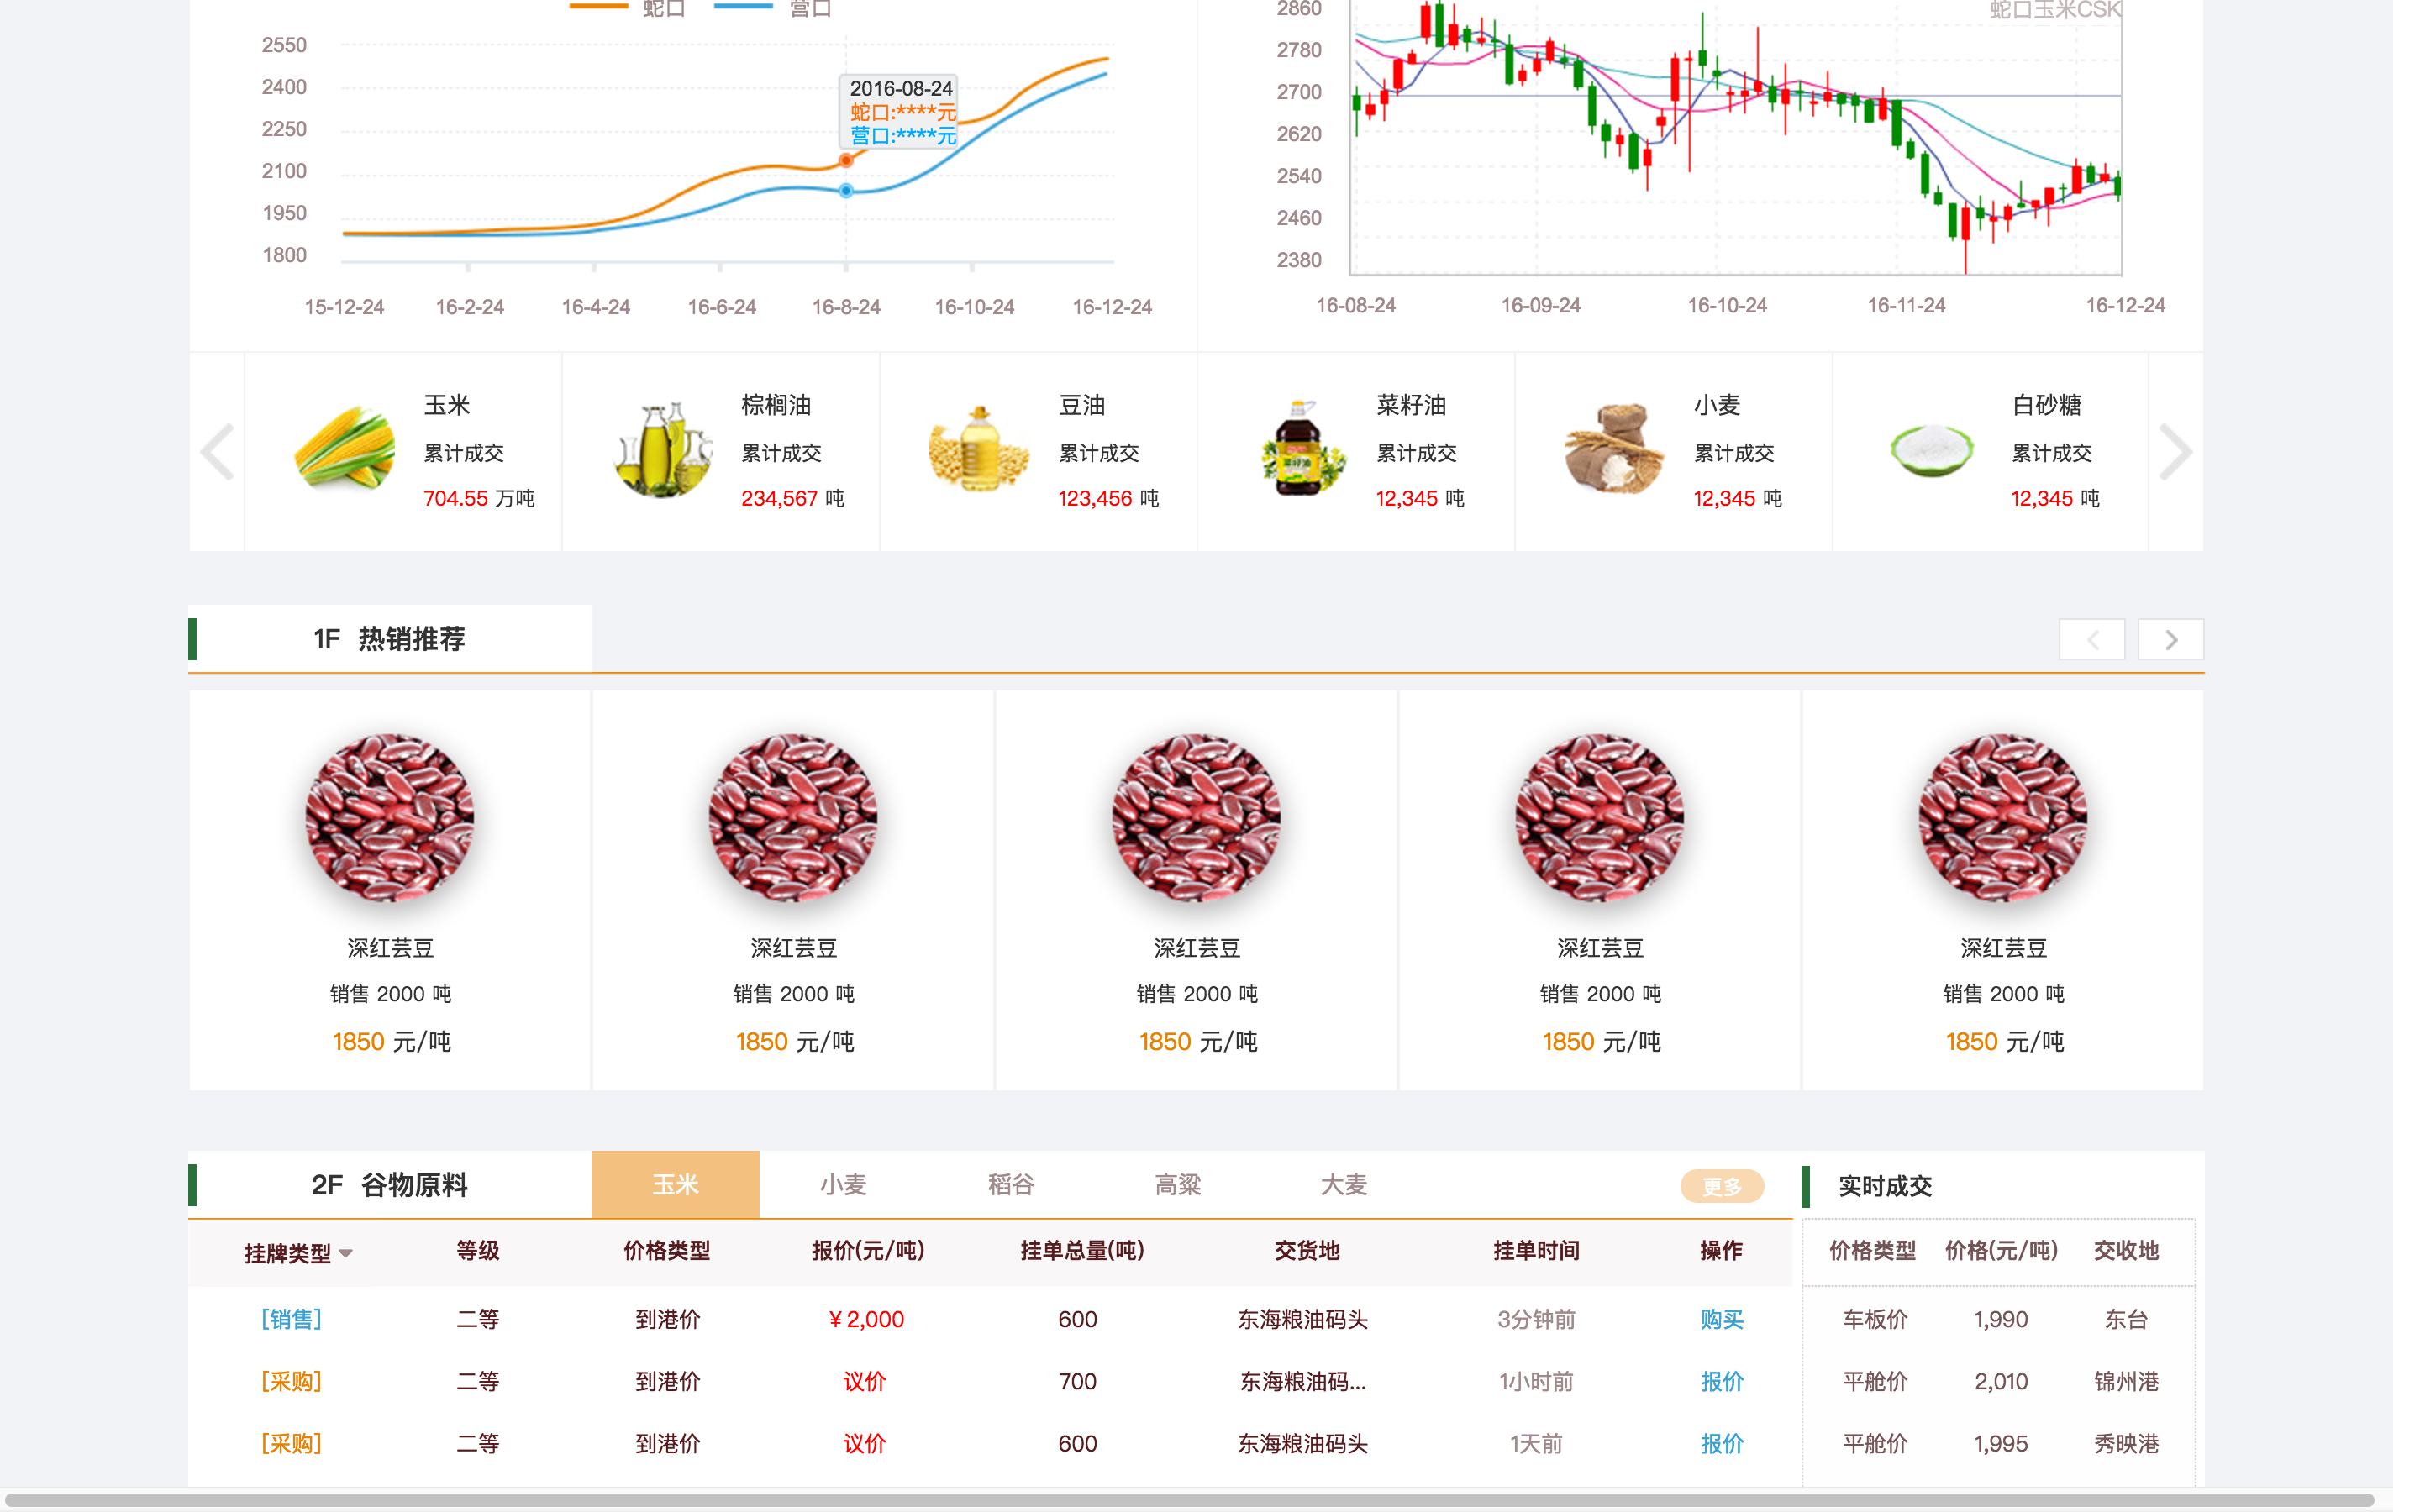 蛇口 营口
2550
2400
2250
2100
1950
1800
2016-08-24
蛇口:****元
营口:****元
15-12-24 16-2-24 16-4-24 16-6-24 16-8-24 16-10-24 16-12-24
蛇口玉米CSK
2860
2780
2700
2620
2540
2460
2380
16-08-24 16-09-24 16-10-24 16-11-24 16-12-24
玉米
累计成交
704.55 万吨
棕榈油
累计成交
234,567 吨
豆油
累计成交
123,456 吨
菜籽油
累计成交
12,345 吨
小麦
累计成交
12,345 吨
白砂糖
累计成交
12,345 吨
1F 热销推荐
深红芸豆
销售 2000 吨
1850 元/吨
深红芸豆
销售 2000 吨
1850 元/吨
深红芸豆
销售 2000 吨
1850 元/吨
深红芸豆
销售 2000 吨
1850 元/吨
深红芸豆
销售 2000 吨
1850 元/吨
2F 谷物原料 玉米 小麦 稻谷 高粱 大麦 更多
挂牌类型 等级 价格类型 报价(元/吨) 挂单总量(吨) 交货地 挂单时间 操作
[销售] 二等 到港价 ¥2,000 600 东海粮油码头 3分钟前 购买
[采购] 二等 到港价 议价 700 东海粮油码... 1小时前 报价
[采购] 二等 到港价 议价 600 东海粮油码头 1天前 报价
实时成交
价格类型 价格(元/吨) 交收地
车板价 1,990 东台
平舱价 2,010 锦州港
平舱价 1,995 秀映港